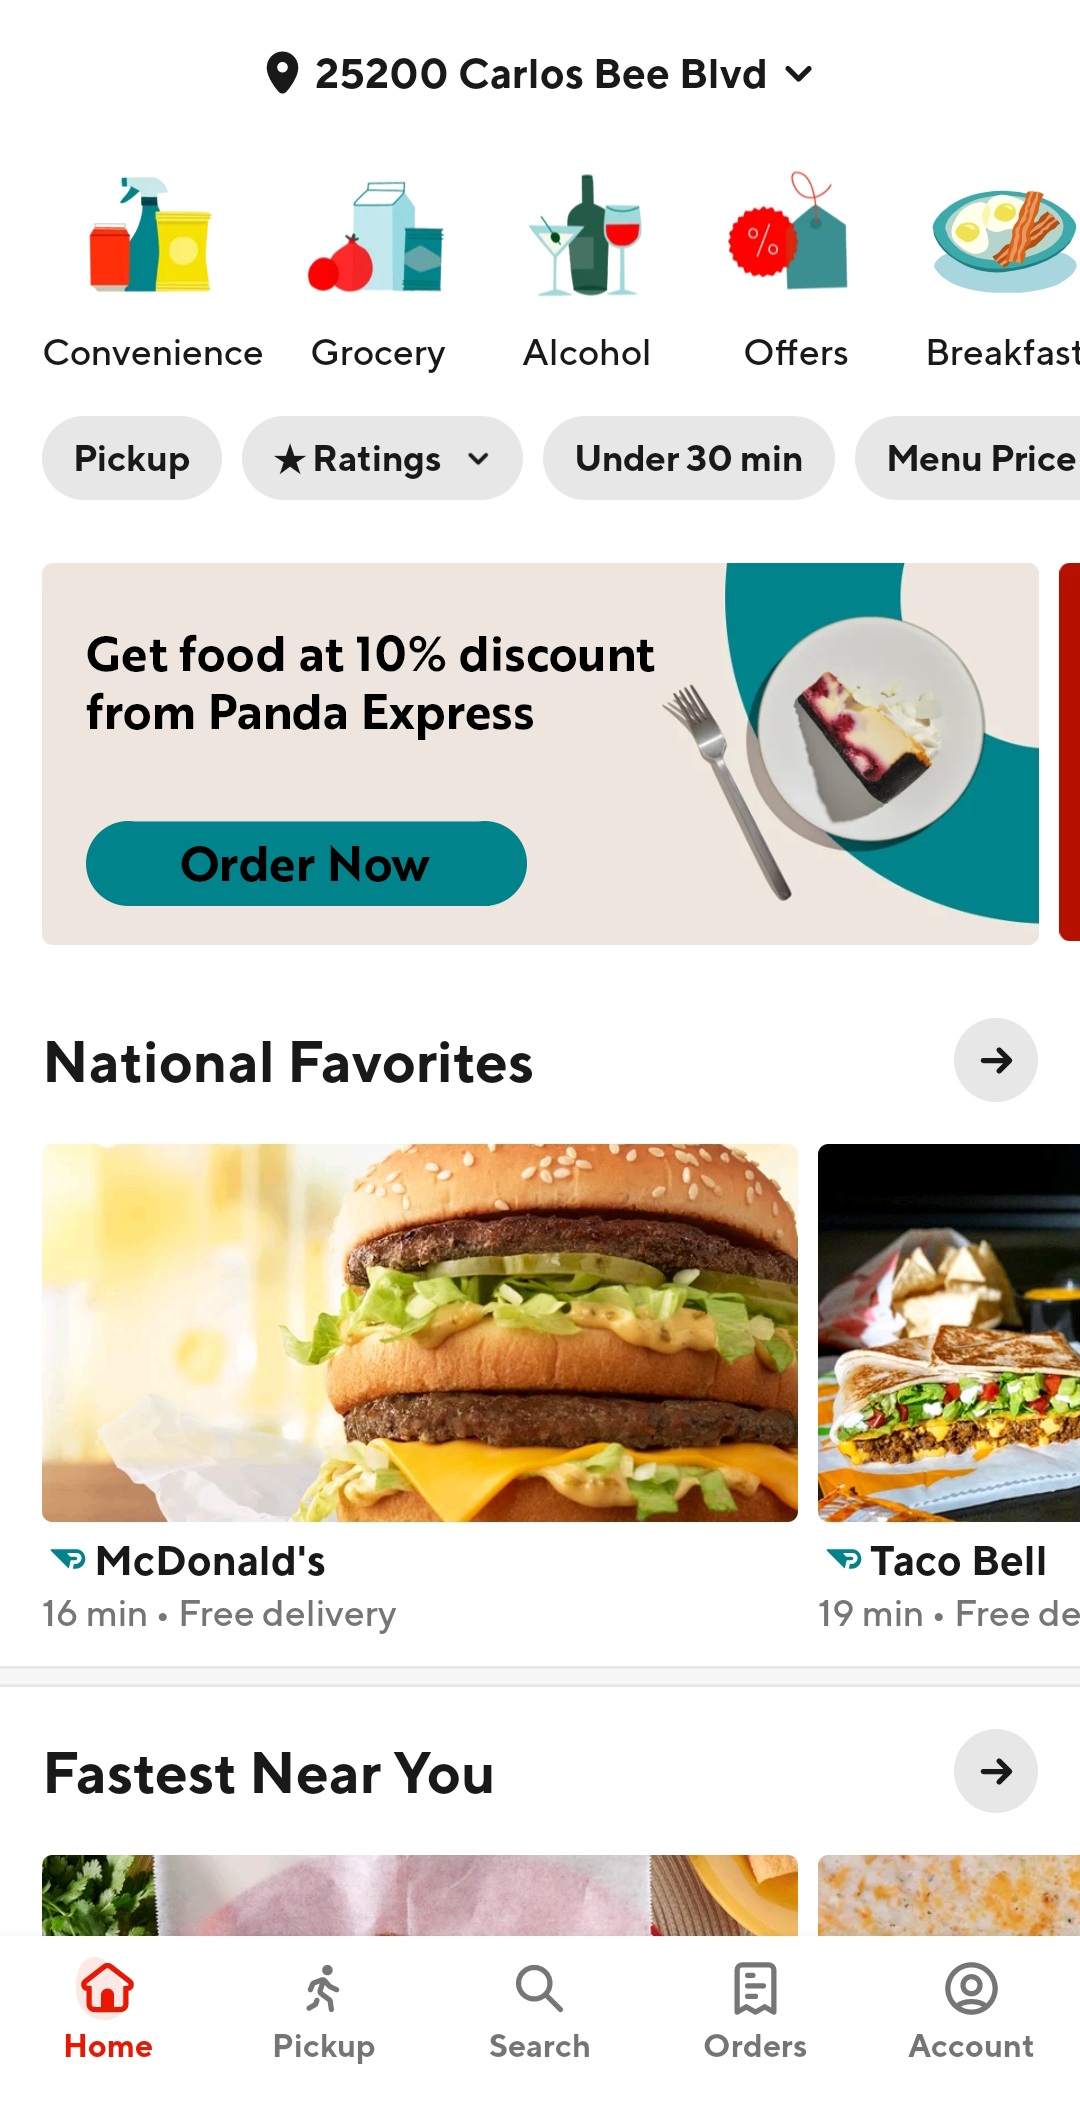 25200 Carlos Bee Blvd
Convenience
Grocery
Alcohol
%
Offers
Breakfast
Pickup
★ Ratings
Under 30 min
Menu Price
Get food at 10% discount
from Panda Express
Order Now
National Favorites
McDonald's
16 min • Free delivery
Taco Bell
19 min • Free de
Fastest Near You
Home
Pickup
Search
Orders
Account